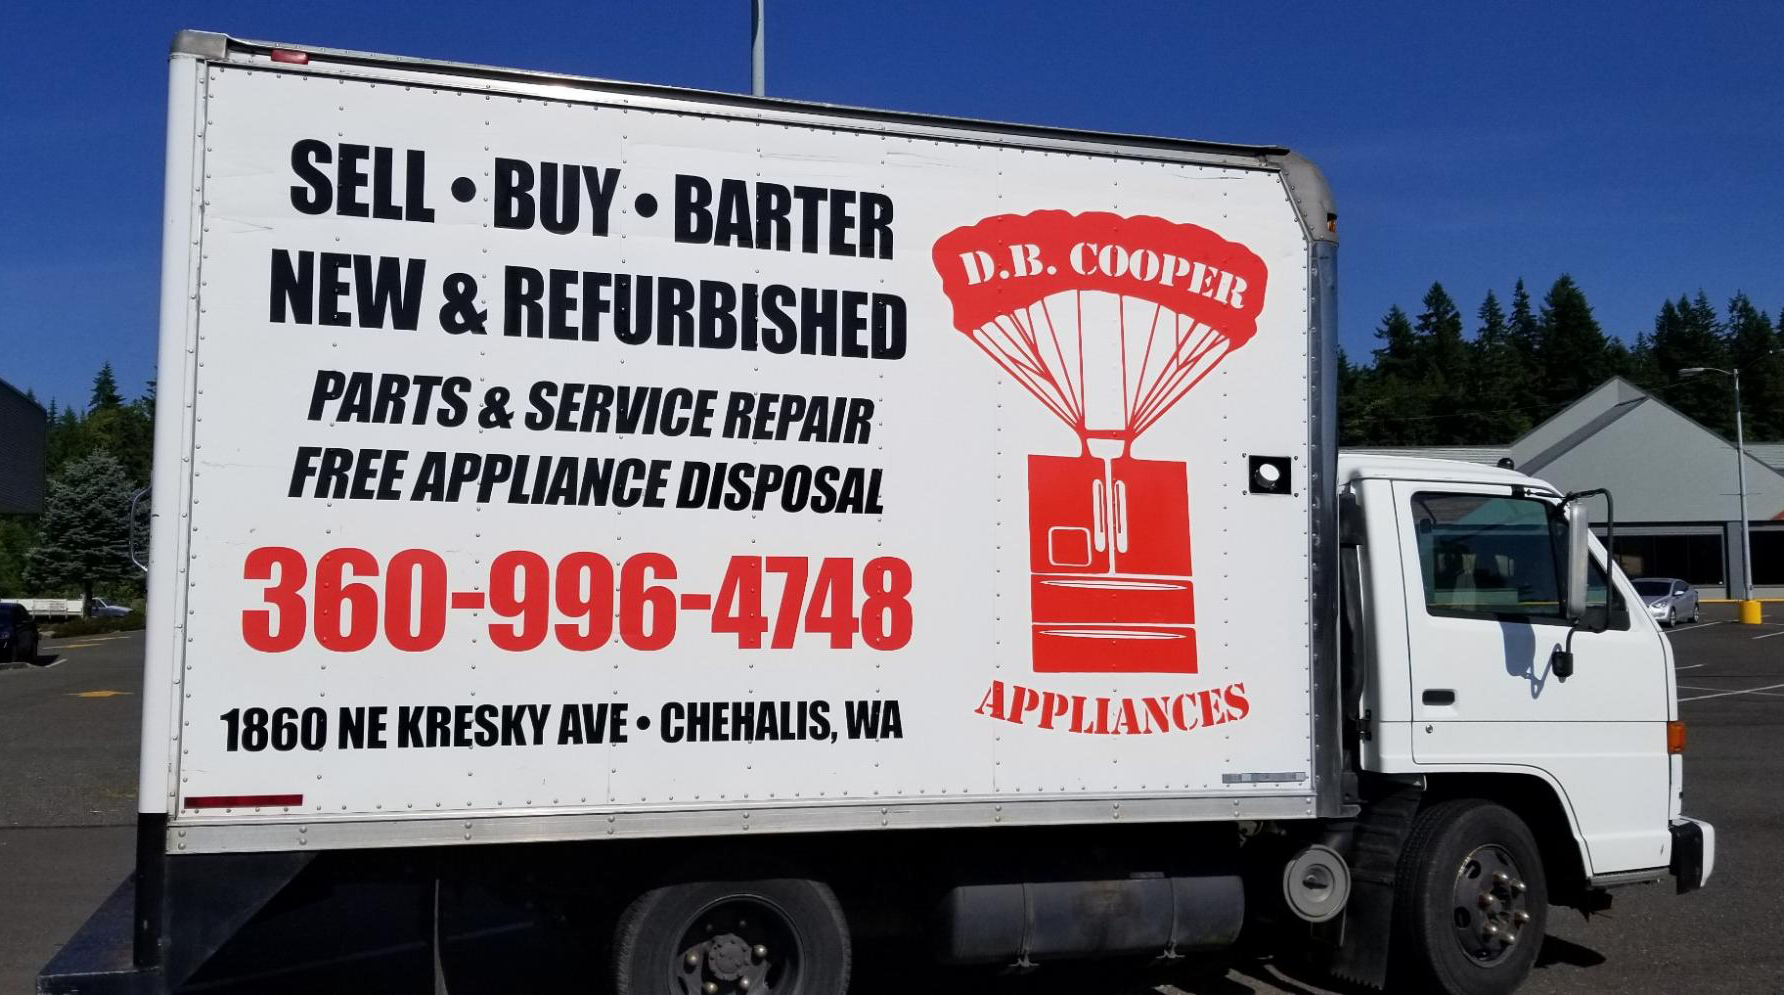 SELL • BUY • BARTER
NEW & REFURBISHED
PARTS & SERVICE REPAIR
FREE APPLIANCE DISPOSAL
360-996-4748
1860 NE KRESKY AVE • CHEHALIS, WA
D.B. COOPER
APPLIANCES